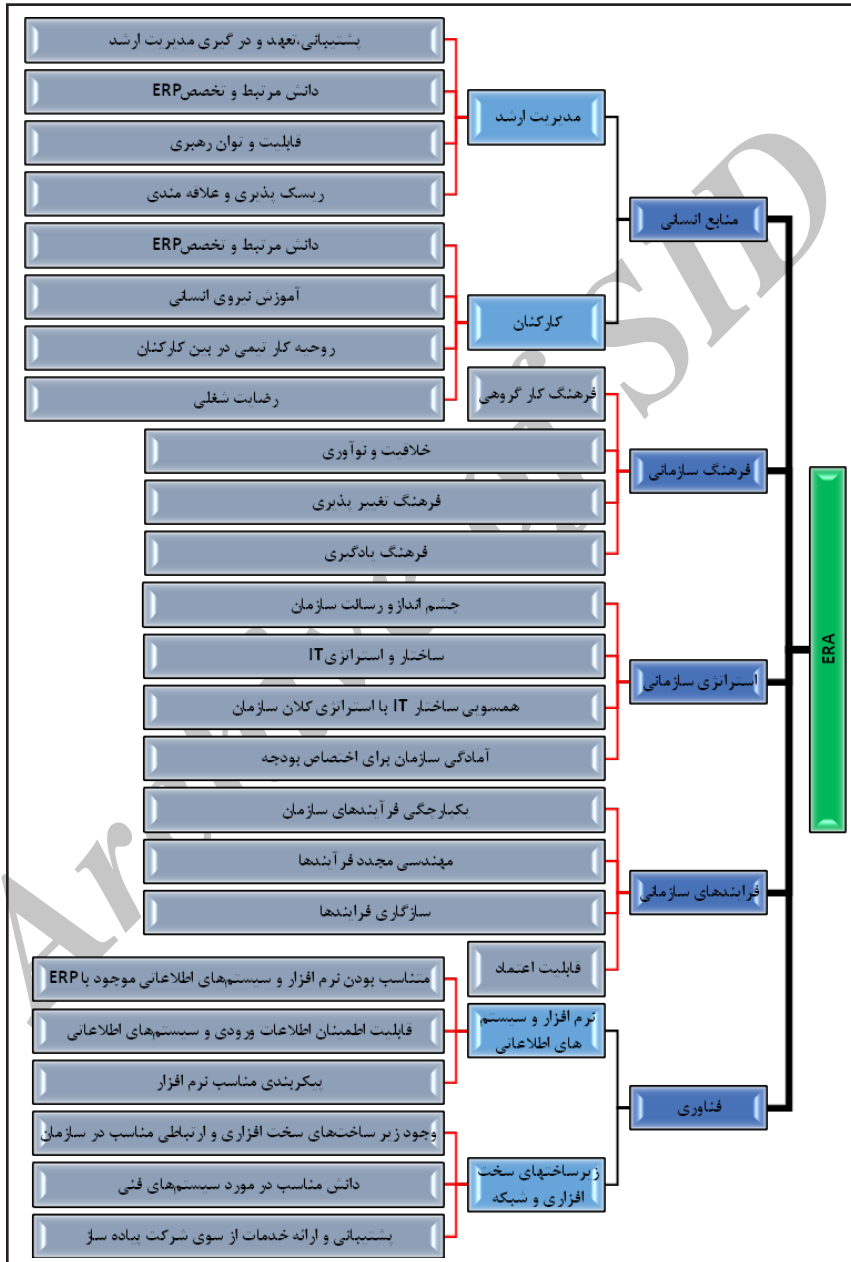 ERA
منابع انسانی
مدیریت ارشد
پشتیبانی،تعهد و در گیری مدیریت ارشد
دانش مرتبط و تخصصERP
قابلیت و توان رهبری
ریسک پذیری و علاقه مندی
کارکنان
دانش مرتبط و تخصصERP
آموزش نیروی انسانی
روحیه کار تیمی در بین کارکنان
رضایت شغلی
فرهنگ سازمانی
فرهنگ کار گروهی
خلاقیت و نوآوری
فرهنگ تغییر پذیری
فرهنگ یادگیری
استراتژی سازمانی
چشم انداز و رسالت سازمان
ساختار و استراتژیIT
همسویی ساختار IT با استراتژی کلان سازمان
آمادگی سازمان برای اختصاص بودجه
فرایندهای سازمانی
یکپارچگی فرآیندهای سازمان
مهندسی مجدد فرآیندها
سازگاری فرایندها
قابلیت اعتماد
فناوری
نرم افزار و سیستم
های اطلاعاتی
متناسب بودن نرم افزار و سیستم‌های اطلاعاتی موجود با ERP
قابلیت اطمینان اطلاعات ورودی و سیستم‌های اطلاعاتی
پیکربندی مناسب نرم افزار
زیرساختهای سخت
افزاری و شبکه
وجود زیر ساخت‌های سخت افزاری و ارتباطی مناسب در سازمان
دانش مناسب در مورد سیستم‌های فنی
پشتیبانی و ارائه خدمات از سوی شرکت پیاده ساز
Archive of SID